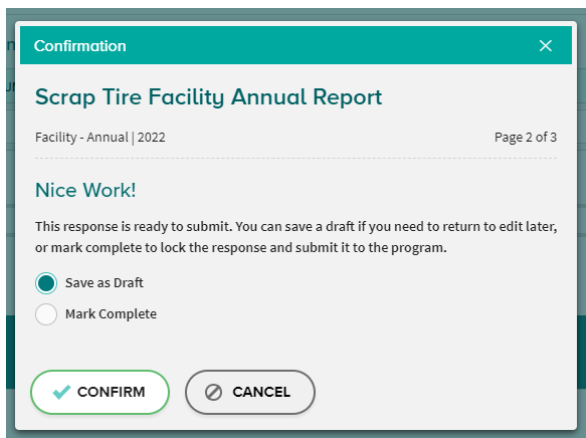 Confirmation
Scrap Tire Facility Annual Report
Facility - Annual | 2022
Page 2 of 3
Nice Work!
This response is ready to submit. You can save a draft if you need to return to edit later,
or mark complete to lock the response and submit it to the program.
Save as Draft
Mark Complete
CONFIRM
CANCEL